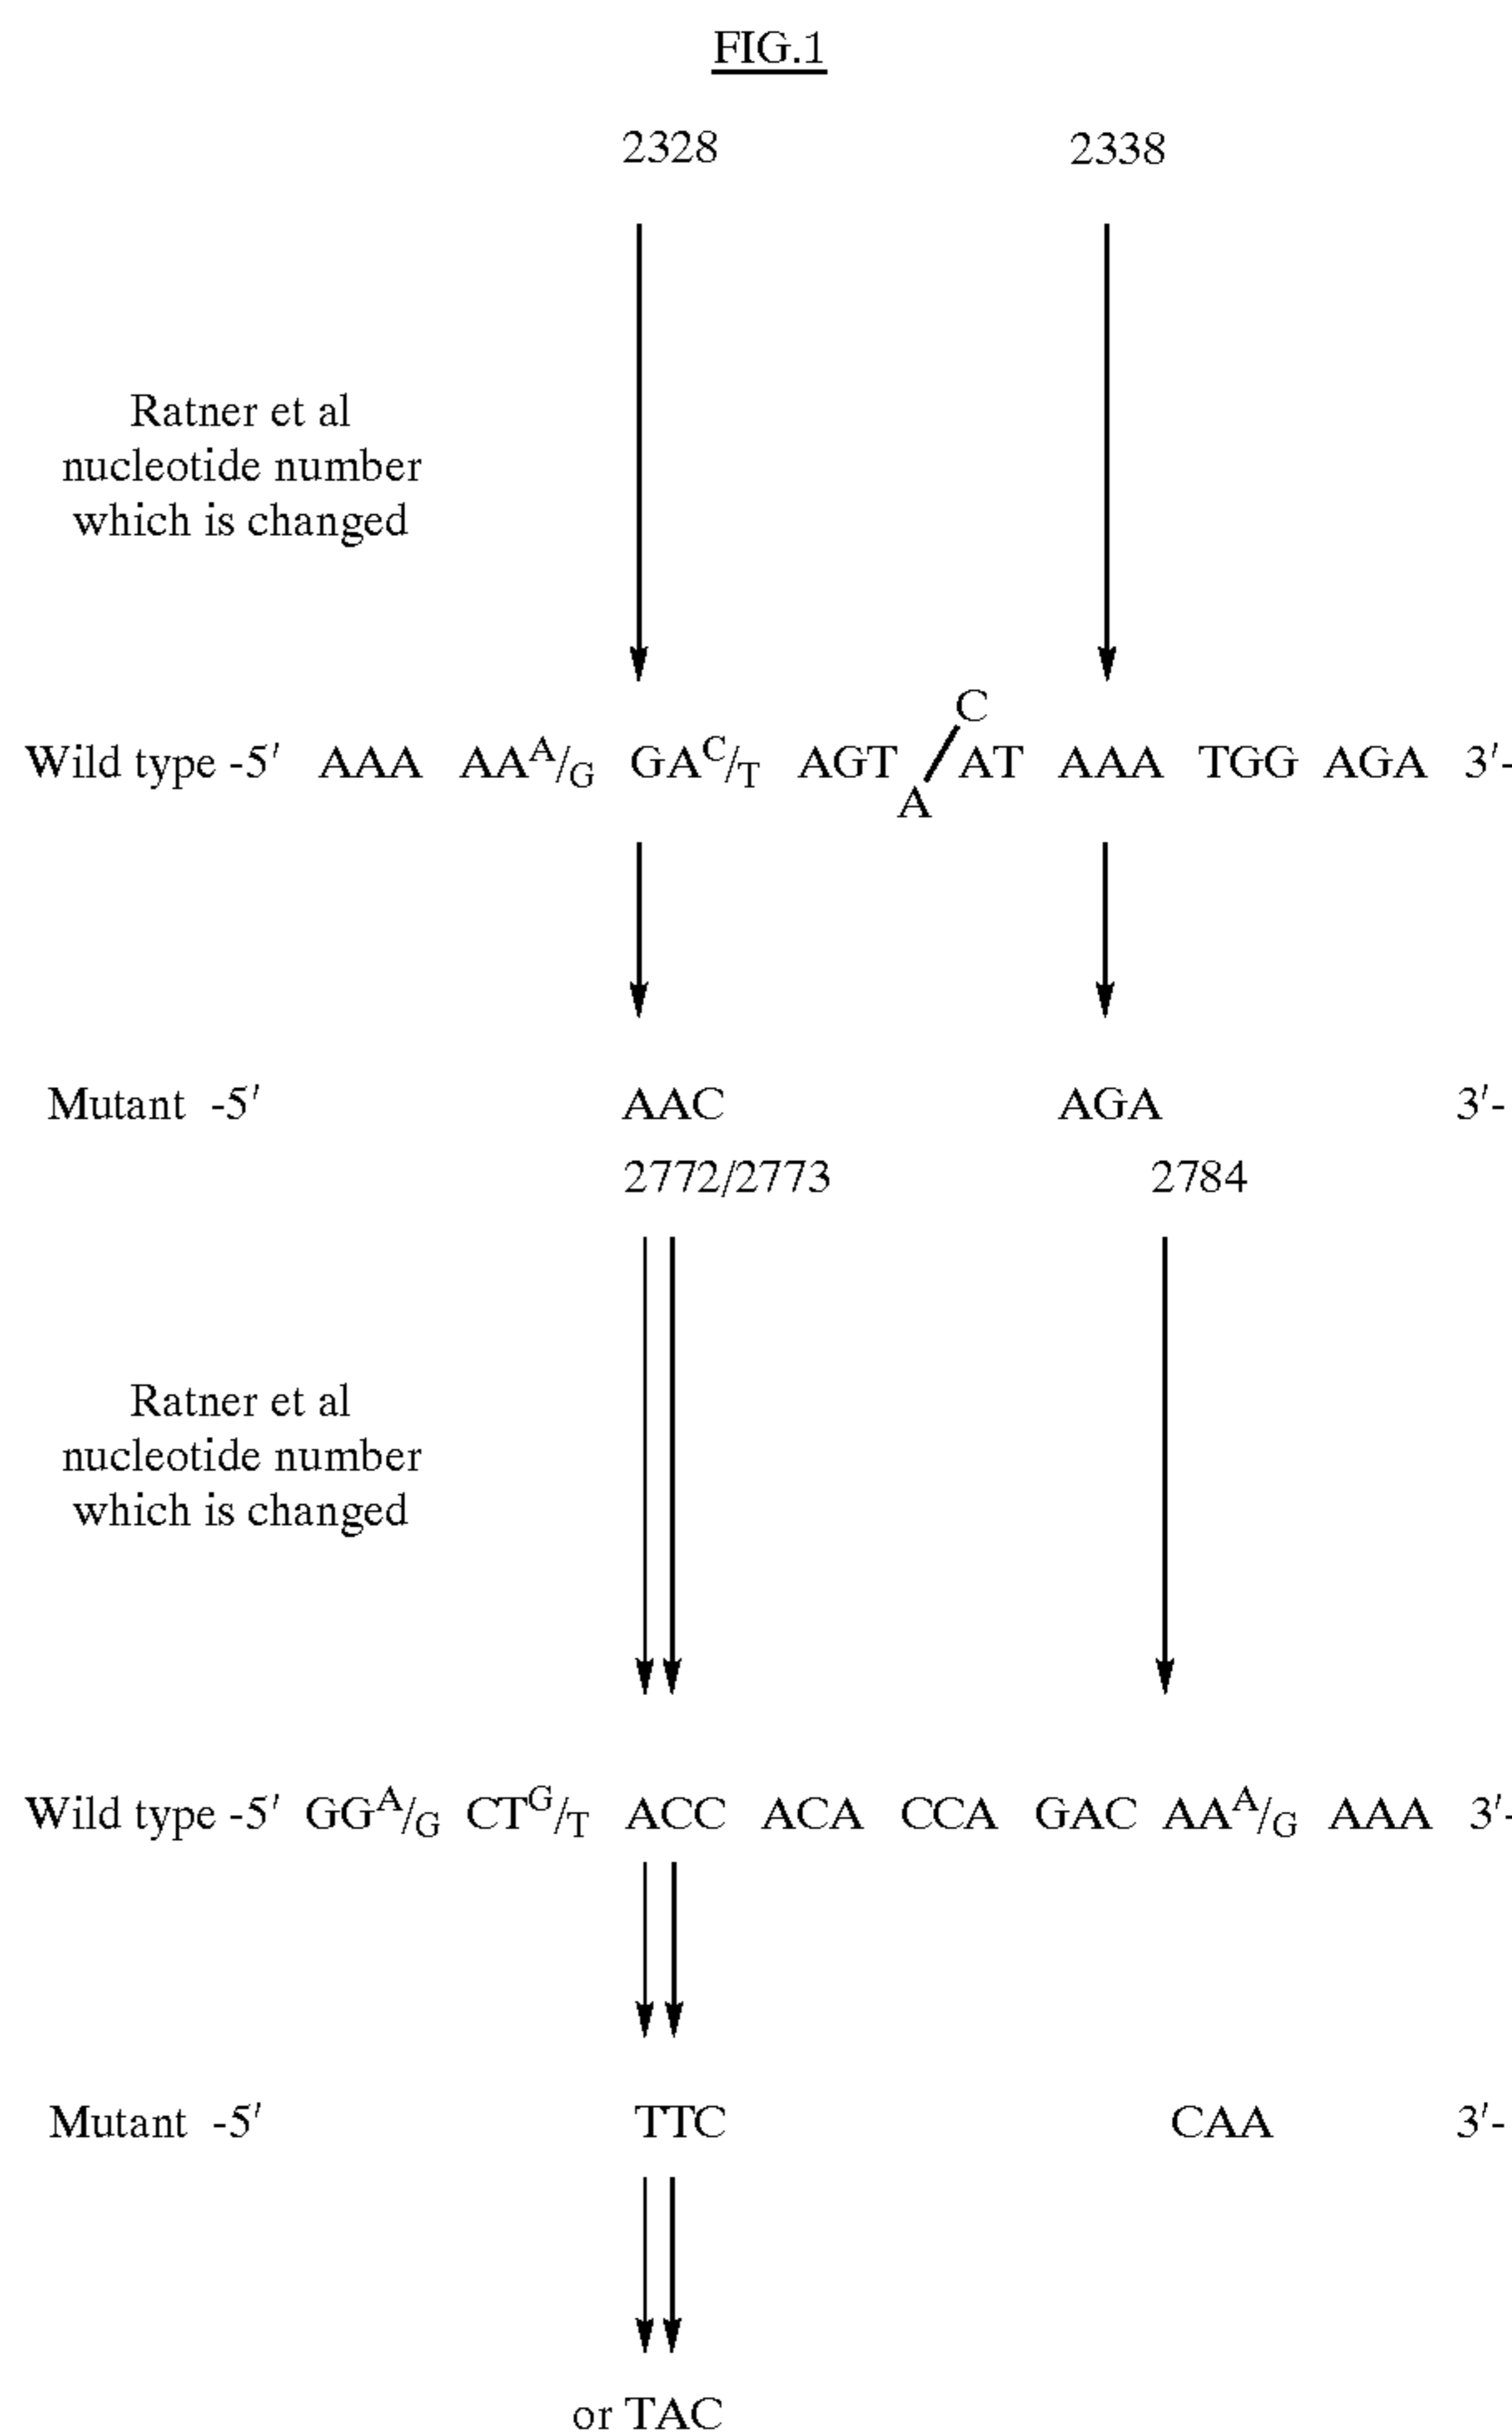 FIG.1
2328 2338
Ratner et al
nucleotide number
which is changed
Wild type -5' AAA AAA/G GAC/T AGT A/CAT AAA TGG AGA 3'-
Mutant -5' AAC AGA 3'-
2772/2773 2784
Ratner et al
nucleotide number
which is changed
Wild type -5' GGA/G CTG/T ACC ACA CCA GAC AAA/G AAA 3'-
Mutant -5' TTC CAA 3'-
or TAC